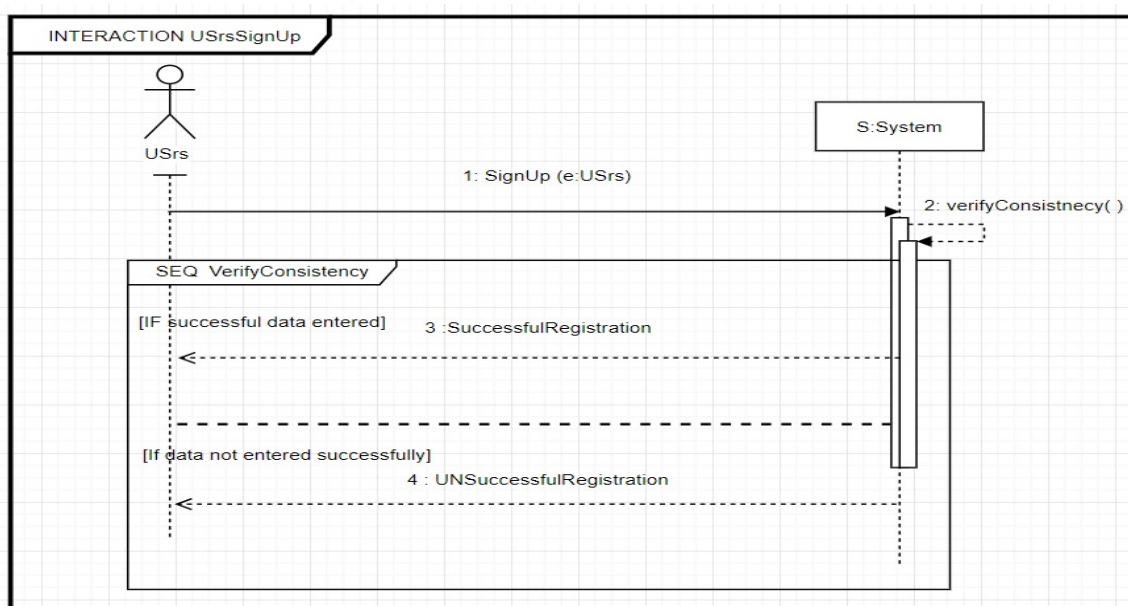 INTERACTION USrsSignUp
USrs
S:System
1: SignUp (e:USrs)
2: verifyConsistnecy( )
SEQ VerifyConsistency
[IF successful data entered]
3 :SuccessfulRegistration
[If data not entered successfully]
4 : UNSuccessfulRegistration